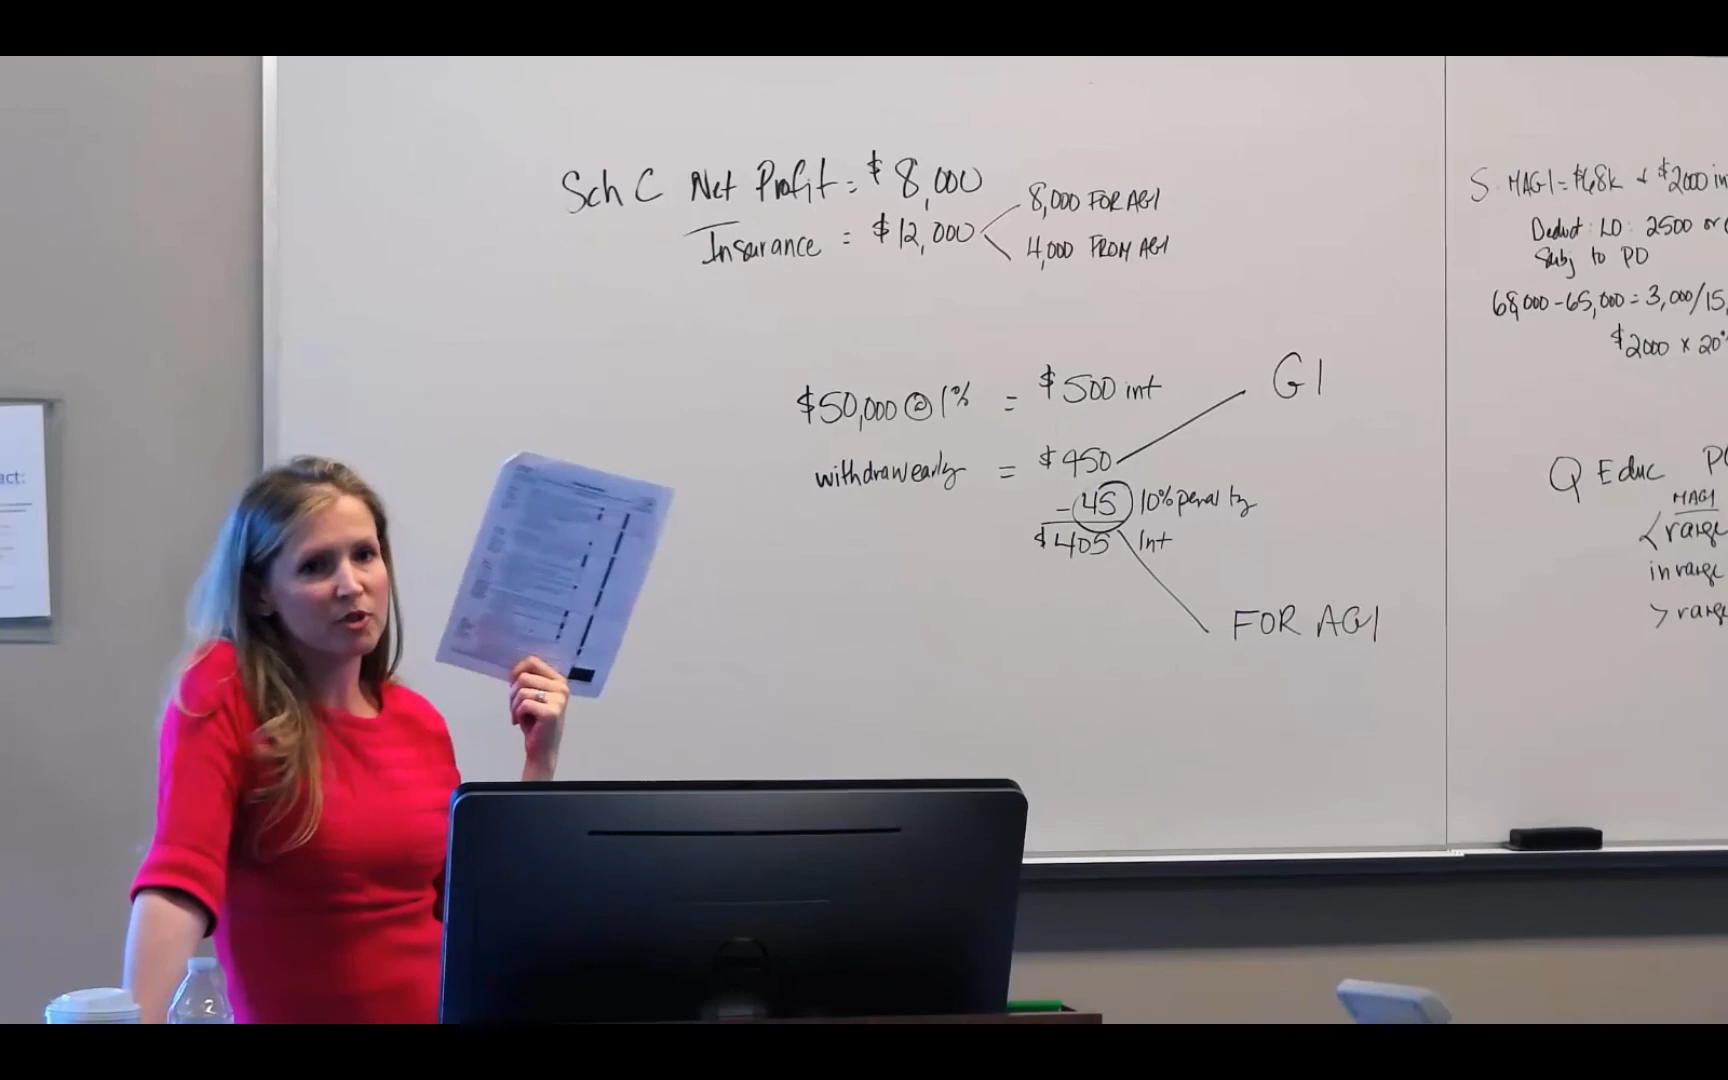 Sch C Net Profit = $8,000
Insurance = $12,000
8,000 FOR AGI
4,000 FROM AGI
$50,000 @ 1% = $500 int
GI
withdraw early = $450
- 45 10% penalty
$405 Int
FOR AGI
S MAGI = $68k + $2000 in
Deduct: LO: 2500 or
Subj to PO
68,000 - 65,000 = 3,000/15,
$2000 x 20%
Q Educ
MAGI
< range
in range
> range
act: